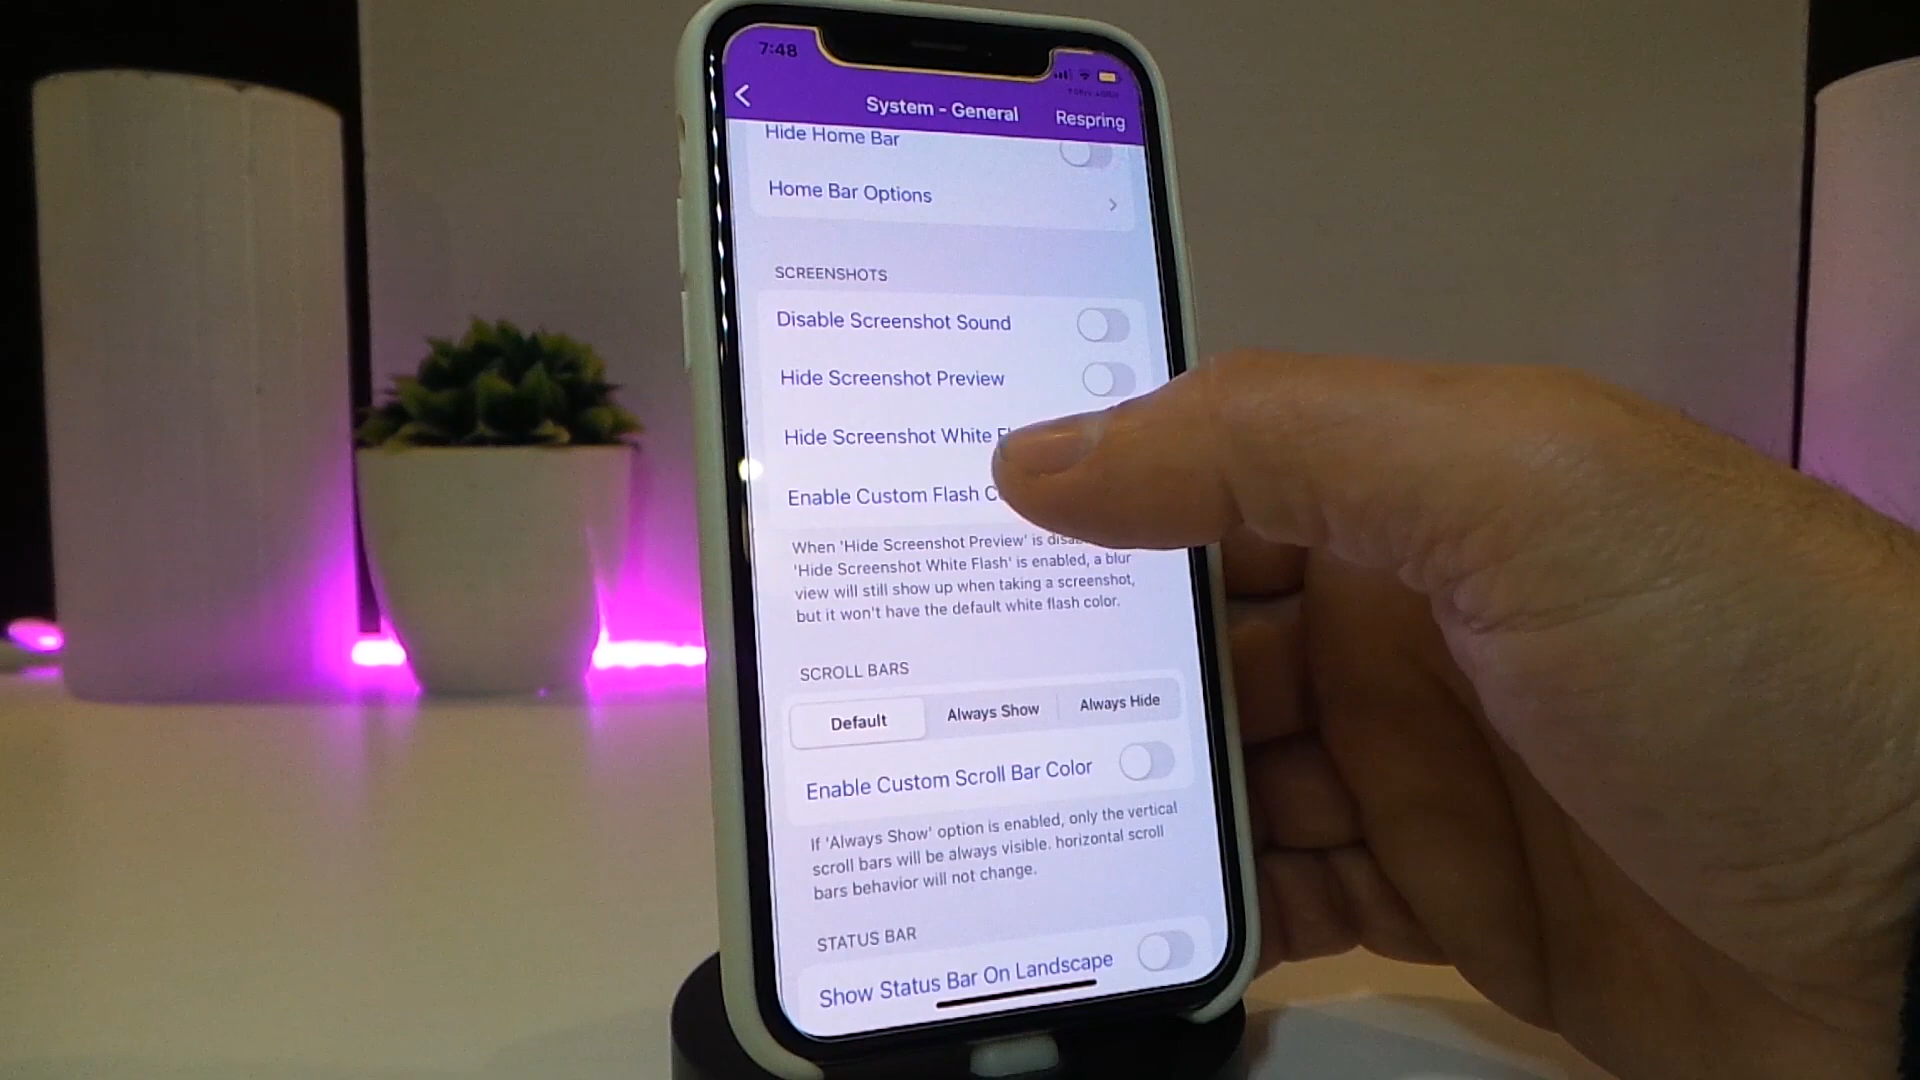 7:48
System - General
Respring
Hide Home Bar
Home Bar Options
SCREENSHOTS
Disable Screenshot Sound
Hide Screenshot Preview
Hide Screenshot White
Enable Custom Flash
When 'Hide Screenshot Preview' is
'Hide Screenshot White Flash' is enabled, a blur
view will still show up when taking a screenshot,
but it won't have the default white flash color.
SCROLL BARS
Default
Always Show
Always Hide
Enable Custom Scroll Bar Color
If 'Always Show' option is enabled, only the vertical
scroll bars will be always visible. horizontal scroll
bars behavior will not change.
STATUS BAR
Show Status Bar On Landscape